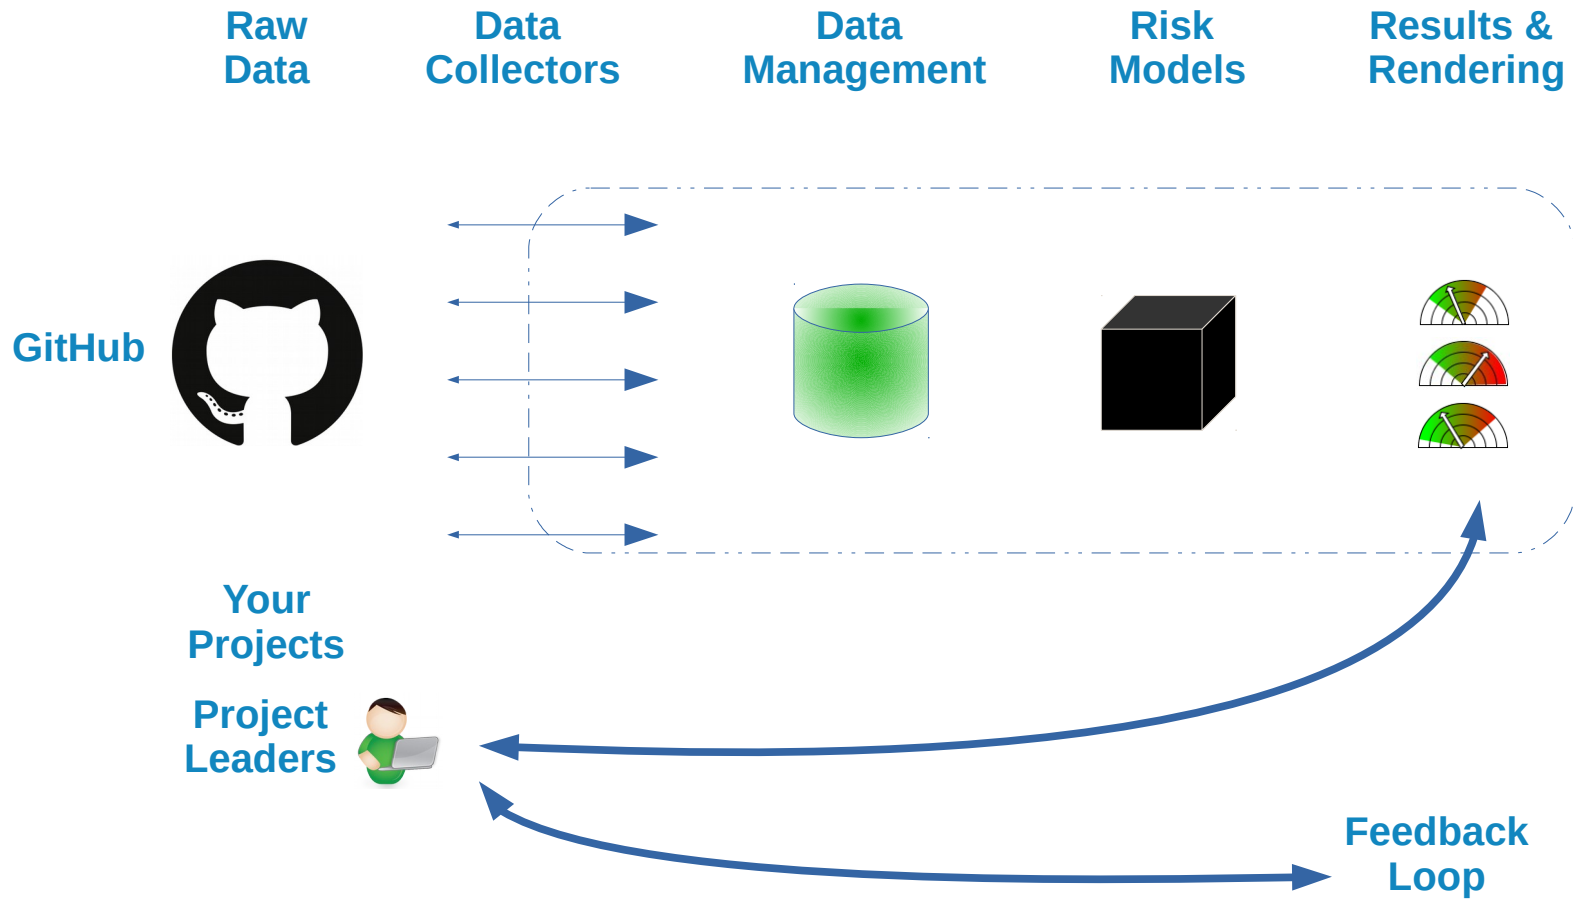 Raw
Data
Data
Collectors
Data
Management
Risk
Models
Results &
Rendering
GitHub
Your
Projects
Project
Leaders
Feedback
Loop